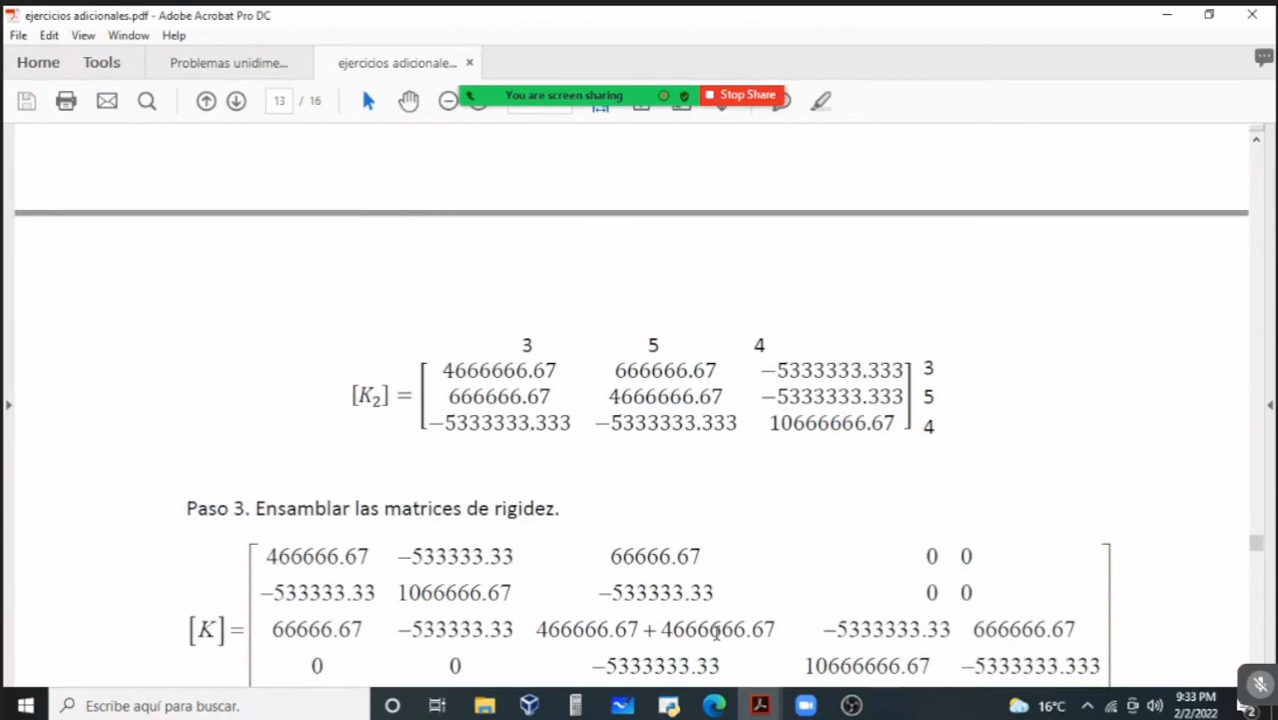 ejercicios adicionales.pdf - Adobe Acrobat Pro DC
File Edit View Window Help
Home Tools Problemas unidime... ejercicios adicionale... ×
13 / 16 You are screen sharing Stop Share
3 5 4
[K₂] = [ 4666666.67 666666.67 −5333333.333 ] 3
666666.67 4666666.67 −5333333.333 5
−5333333.333 −5333333.333 10666666.67 4
Paso 3. Ensamblar las matrices de rigidez.
466666.67 −533333.33 66666.67 0 0
−533333.33 1066666.67 −533333.33 0 0
[K] = 66666.67 −533333.33 466666.67 + 4666666.67 −5333333.33 666666.67
0 0 −5333333.33 10666666.67 −5333333.333
Escribe aquí para buscar. 16°C 9:33 PM
2/2/2022 2